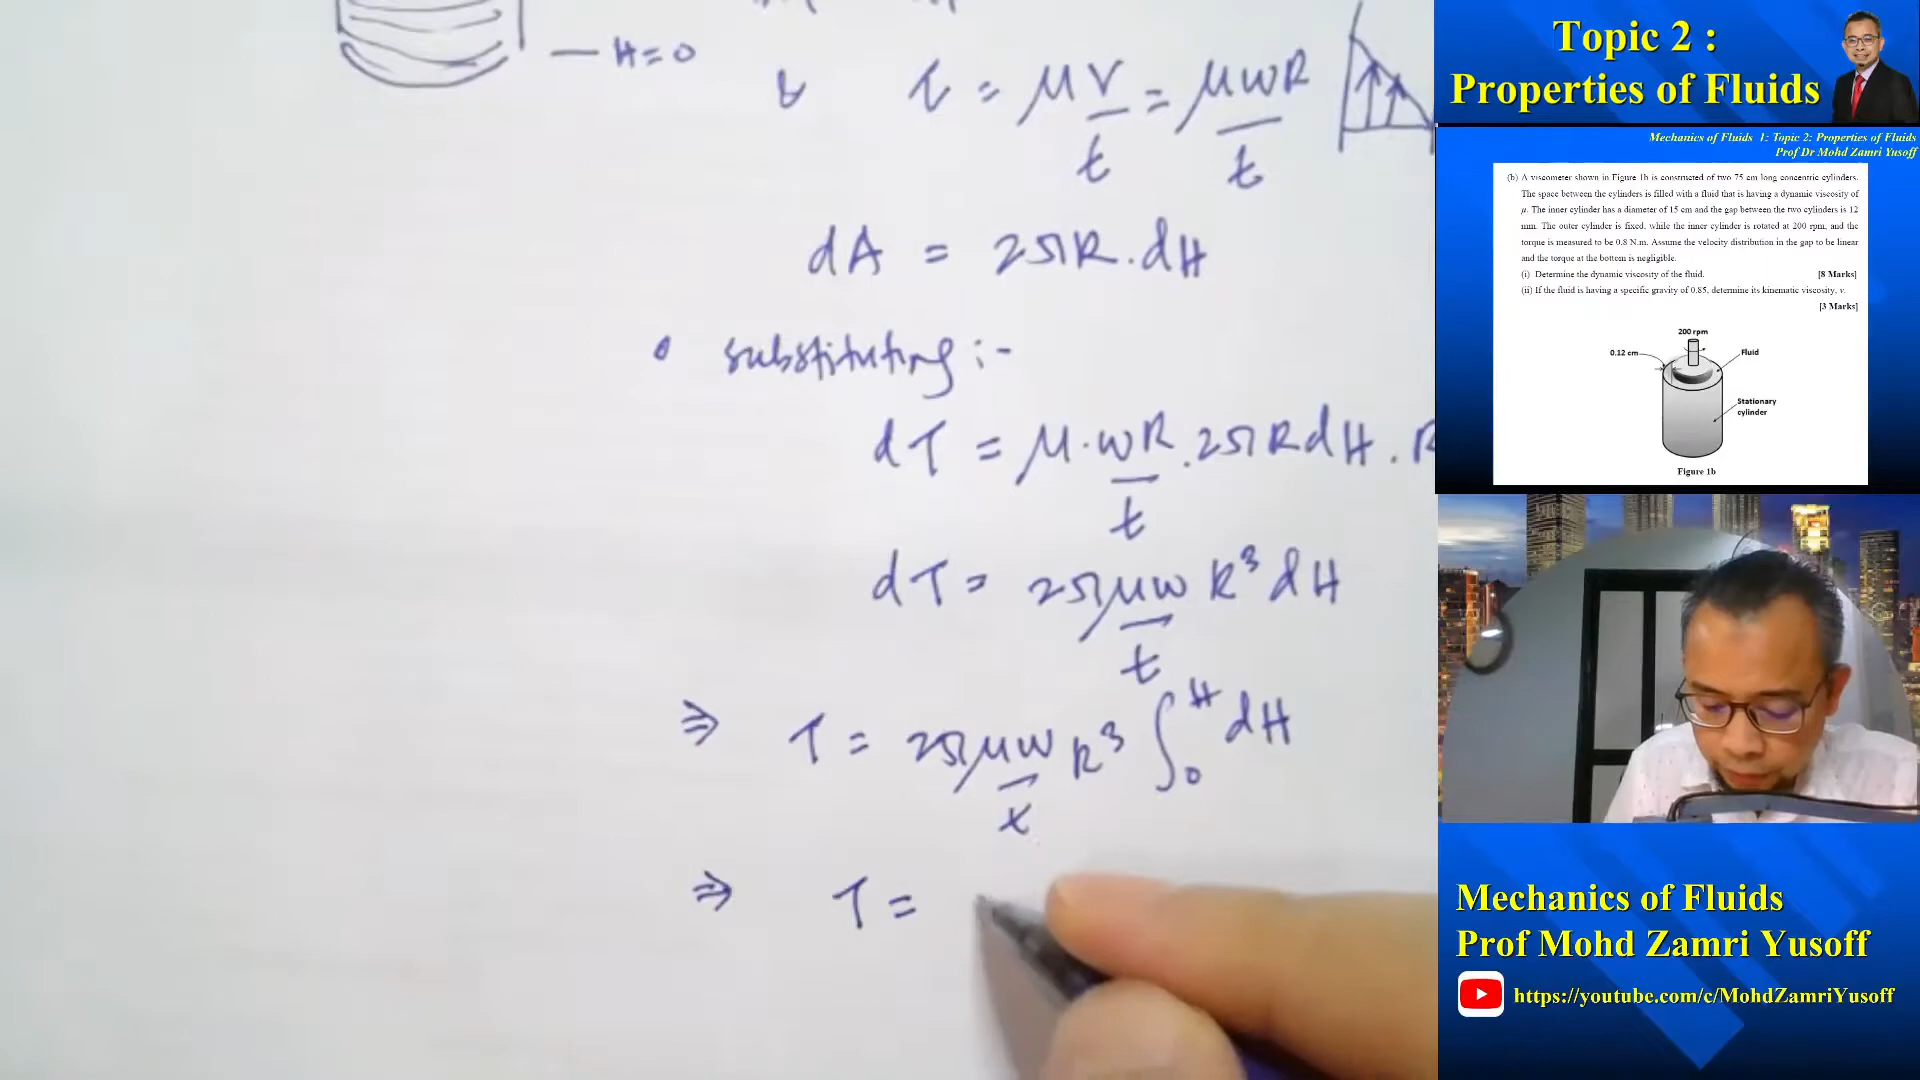 H=0
& τ = μV/t = μωR/t
dA = 2πR.dH
• substituting :-
dT = μ.ωR/t . 2πRdH . R
dT = 2πμω/t R³dH
⇒ T = 2πμω/t R³ ∫₀ᴴ dH
⇒ T =
Topic 2 :
Properties of Fluids
Mechanics of Fluids 1: Topic 2: Properties of Fluids
Prof Dr Mohd Zamri Yusoff
(b) A viscometer shown in Figure 1b is constructed of two 75 cm long concentric cylinders.
The space between the cylinders is filled with a fluid that is having a dynamic viscosity of
μ. The inner cylinder has a diameter of 15 cm and the gap between the two cylinders is 12
mm. The outer cylinder is fixed, while the inner cylinder is rotated at 200 rpm, and the
torque is measured to be 0.8 N.m. Assume the velocity distribution in the gap to be linear
and the torque at the bottom is negligible.
(i) Determine the dynamic viscosity of the fluid. [8 Marks]
(ii) If the fluid is having a specific gravity of 0.85, determine its kinematic viscosity, ν.
[3 Marks]
200 rpm
0.12 cm
Fluid
Stationary
cylinder
Figure 1b
Mechanics of Fluids
Prof Mohd Zamri Yusoff
https://youtube.com/c/MohdZamriYusoff